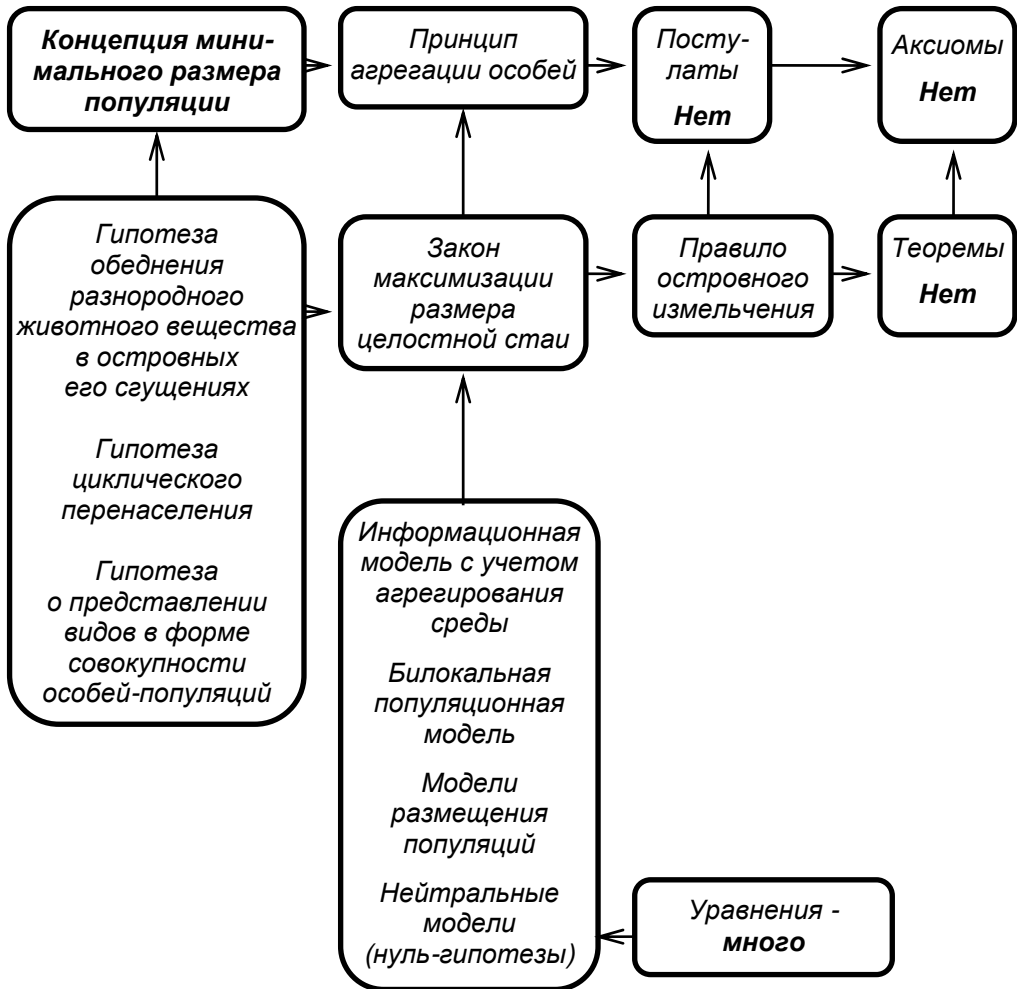 Концепция мини-
мального размера
популяции
Принцип
агрегации особей
Посту-
латы
Нет
Аксиомы
Нет
Гипотеза
обеднения
разнородного
животного вещества
в островных
его сгущениях
Гипотеза
циклического
перенаселения
Гипотеза
о представлении
видов в форме
совокупности
особей-популяций
Закон
максимизации
размера
целостной стаи
Правило
островного
измельчения
Теоремы
Нет
Информационная
модель с учетом
агрегирования
среды
Билокальная
популяционная
модель
Модели
размещения
популяций
Нейтральные
модели
(нуль-гипотезы)
Уравнения -
много